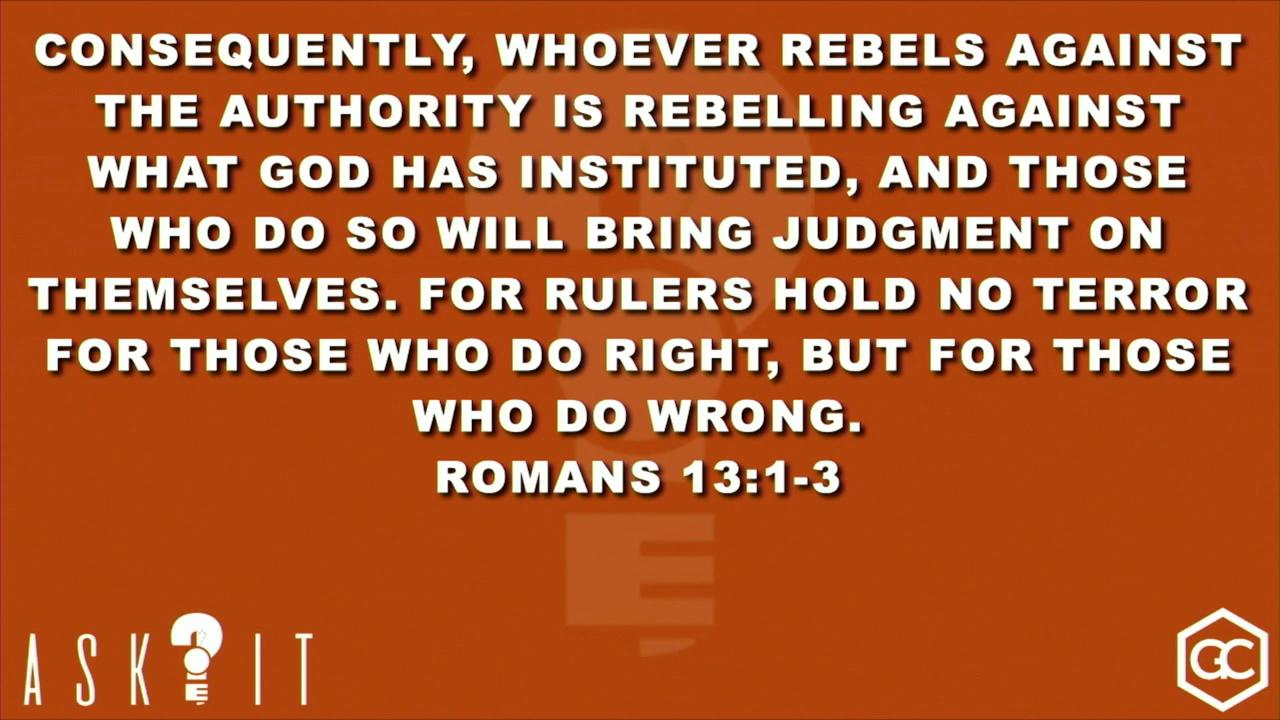 CONSEQUENTLY, WHOEVER REBELS AGAINST
THE AUTHORITY IS REBELLING AGAINST
WHAT GOD HAS INSTITUTED, AND THOSE
WHO DO SO WILL BRING JUDGMENT ON
THEMSELVES. FOR RULERS HOLD NO TERROR
FOR THOSE WHO DO RIGHT, BUT FOR THOSE
WHO DO WRONG.
ROMANS 13:1-3
ASK?IT
GC